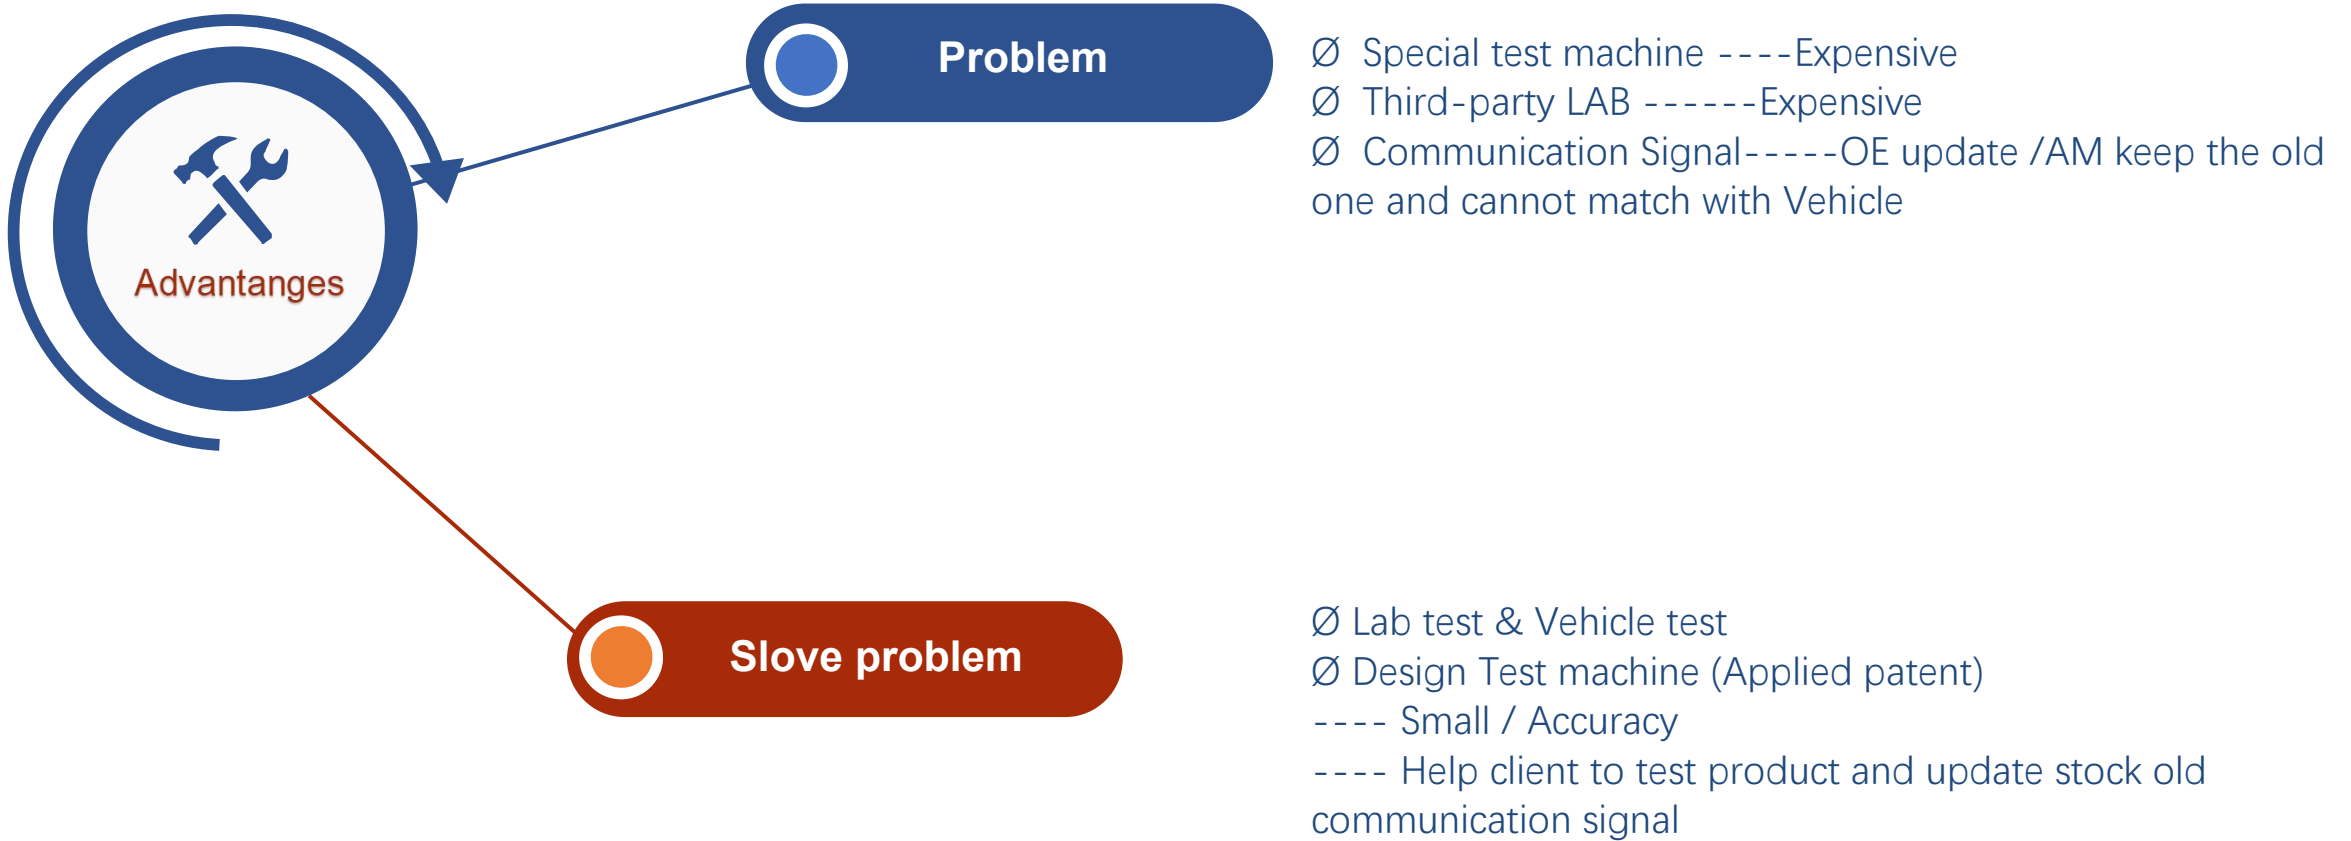 Problem
Ø Special test machine ----Expensive
Ø Third-party LAB ------Expensive
Ø Communication Signal-----OE update /AM keep the old
one and cannot match with Vehicle
Advantanges
Slove problem
Ø Lab test & Vehicle test
Ø Design Test machine (Applied patent)
---- Small / Accuracy
---- Help client to test product and update stock old
communication signal